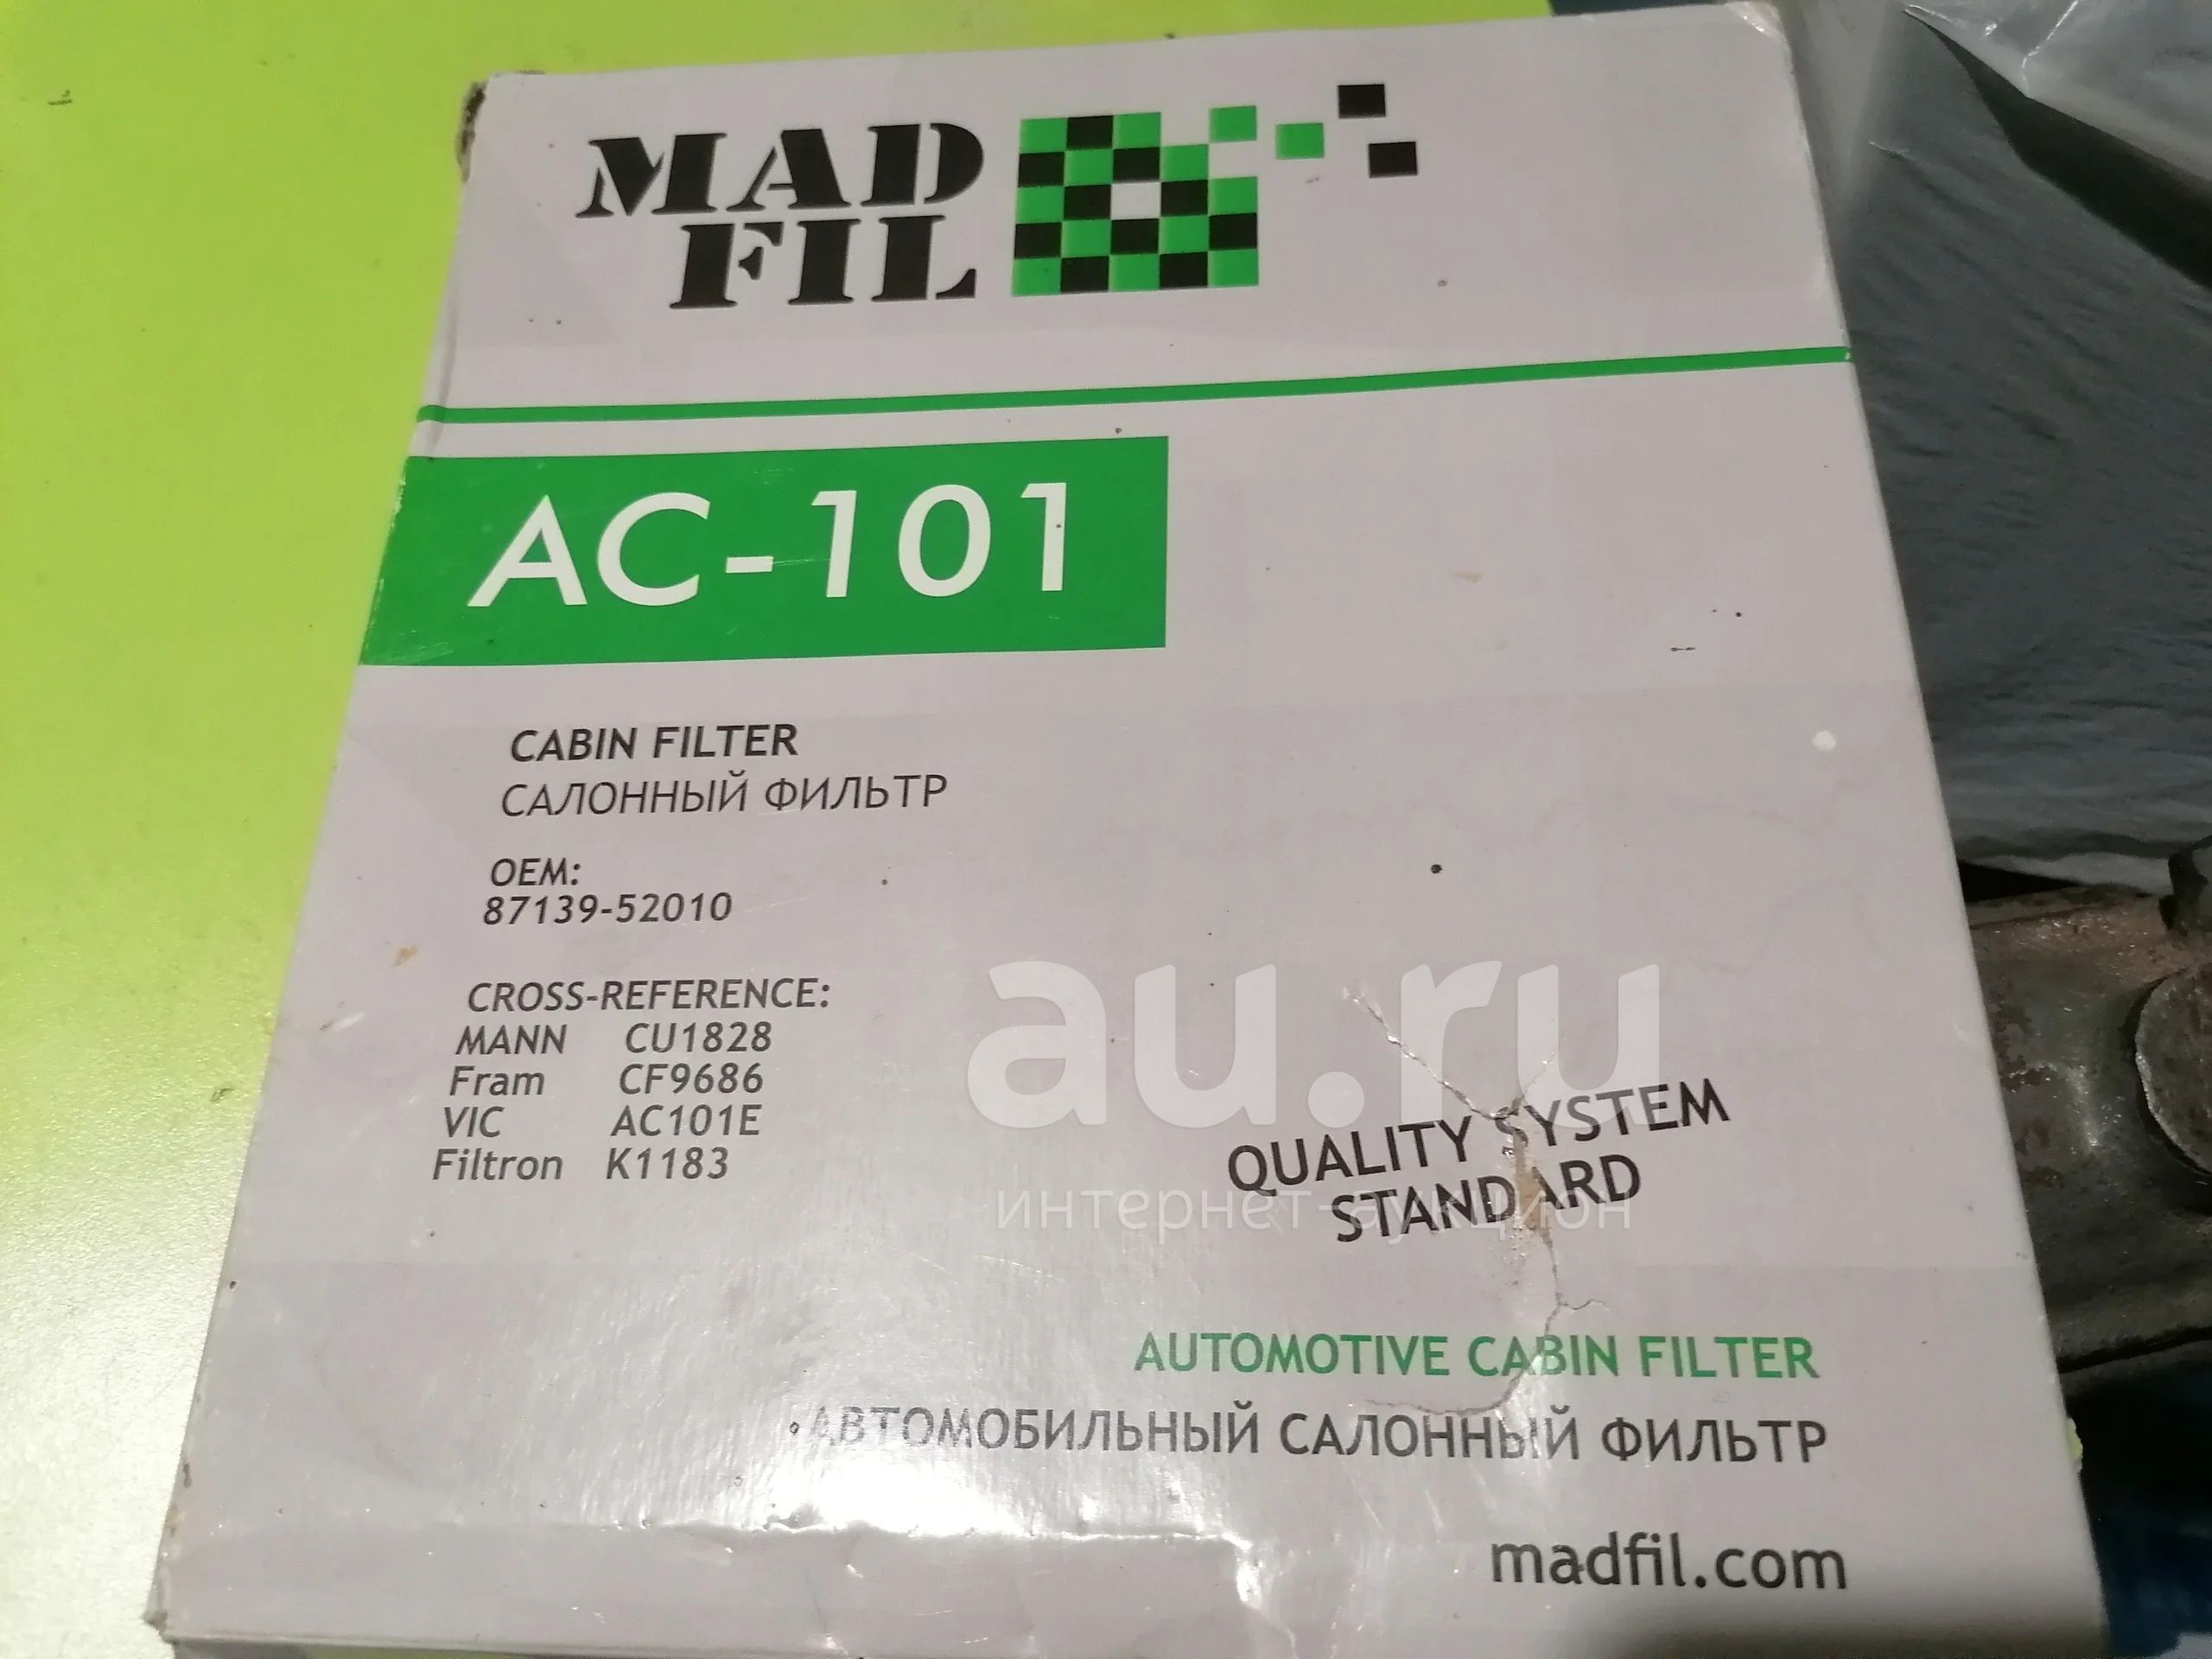 MAD
FIL
AC-101
CABIN FILTER
САЛОННЫЙ ФИЛЬТР
OEM:
87139-52010
CROSS-REFERENCE:
MANN CU1828
Fram CF9686
VIC AC101E
Filtron K1183
au.ru
интернет-аукцион
QUALITY SYSTEM
STANDARD
AUTOMOTIVE CABIN FILTER
АВТОМОБИЛЬНЫЙ САЛОННЫЙ ФИЛЬТР
madfil.com